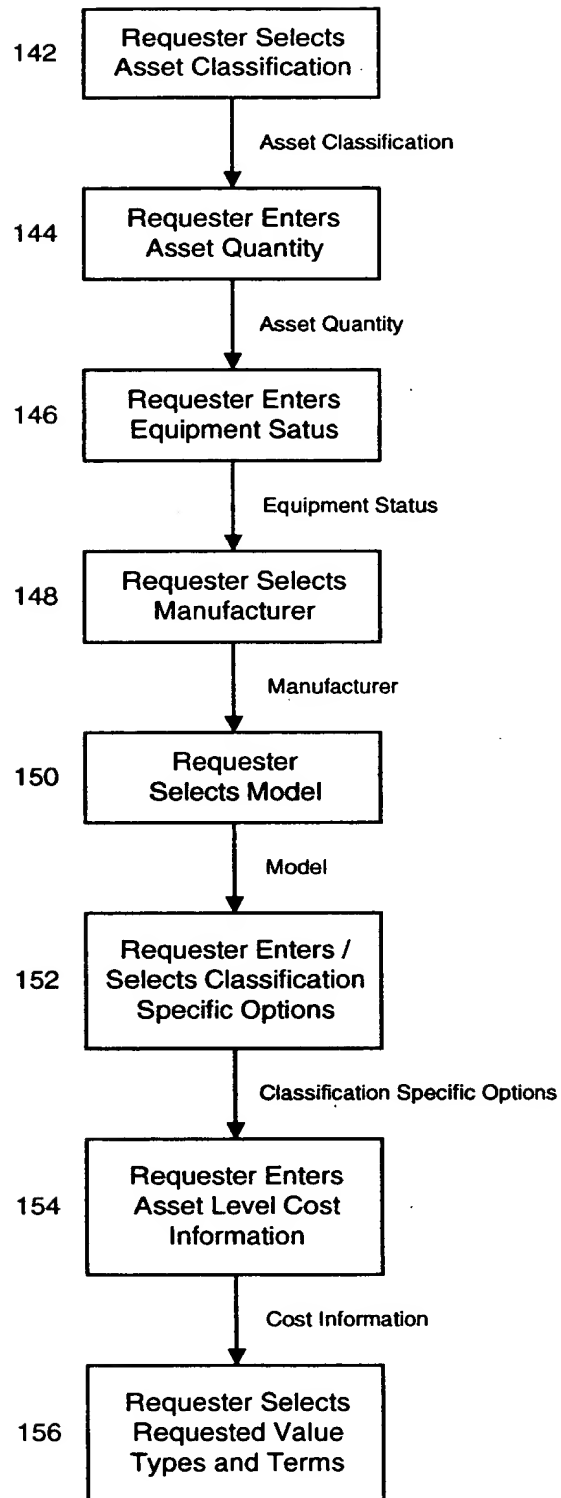 142
Requester Selects
Asset Classification
Asset Classification
144
Requester Enters
Asset Quantity
Asset Quantity
146
Requester Enters
Equipment Satus
Equipment Status
148
Requester Selects
Manufacturer
Manufacturer
150
Requester
Selects Model
Model
152
Requester Enters /
Selects Classification
Specific Options
Classification Specific Options
154
Requester Enters
Asset Level Cost
Information
Cost Information
156
Requester Selects
Requested Value
Types and Terms